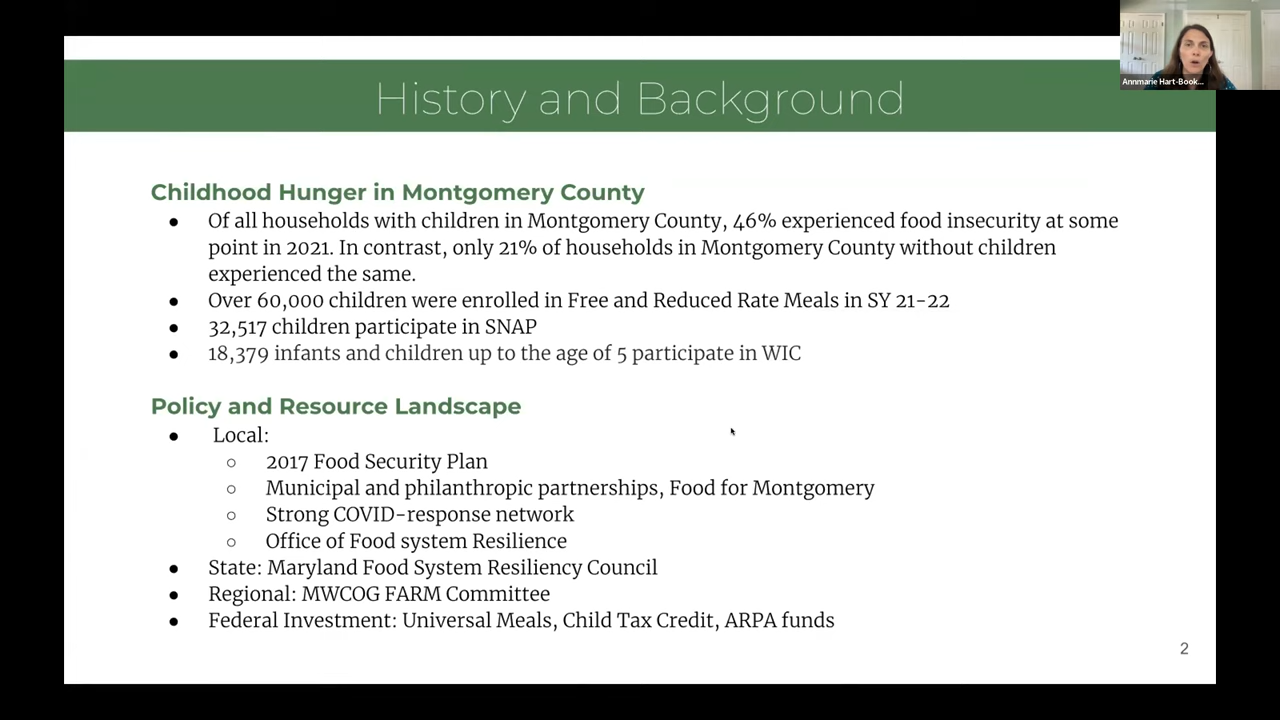 History and Background
Annmarie Hart-Book...
Childhood Hunger in Montgomery County
● Of all households with children in Montgomery County, 46% experienced food insecurity at some
point in 2021. In contrast, only 21% of households in Montgomery County without children
experienced the same.
● Over 60,000 children were enrolled in Free and Reduced Rate Meals in SY 21-22
● 32,517 children participate in SNAP
● 18,379 infants and children up to the age of 5 participate in WIC
Policy and Resource Landscape
● Local:
○ 2017 Food Security Plan
○ Municipal and philanthropic partnerships, Food for Montgomery
○ Strong COVID-response network
○ Office of Food system Resilience
● State: Maryland Food System Resiliency Council
● Regional: MWCOG FARM Committee
● Federal Investment: Universal Meals, Child Tax Credit, ARPA funds
2